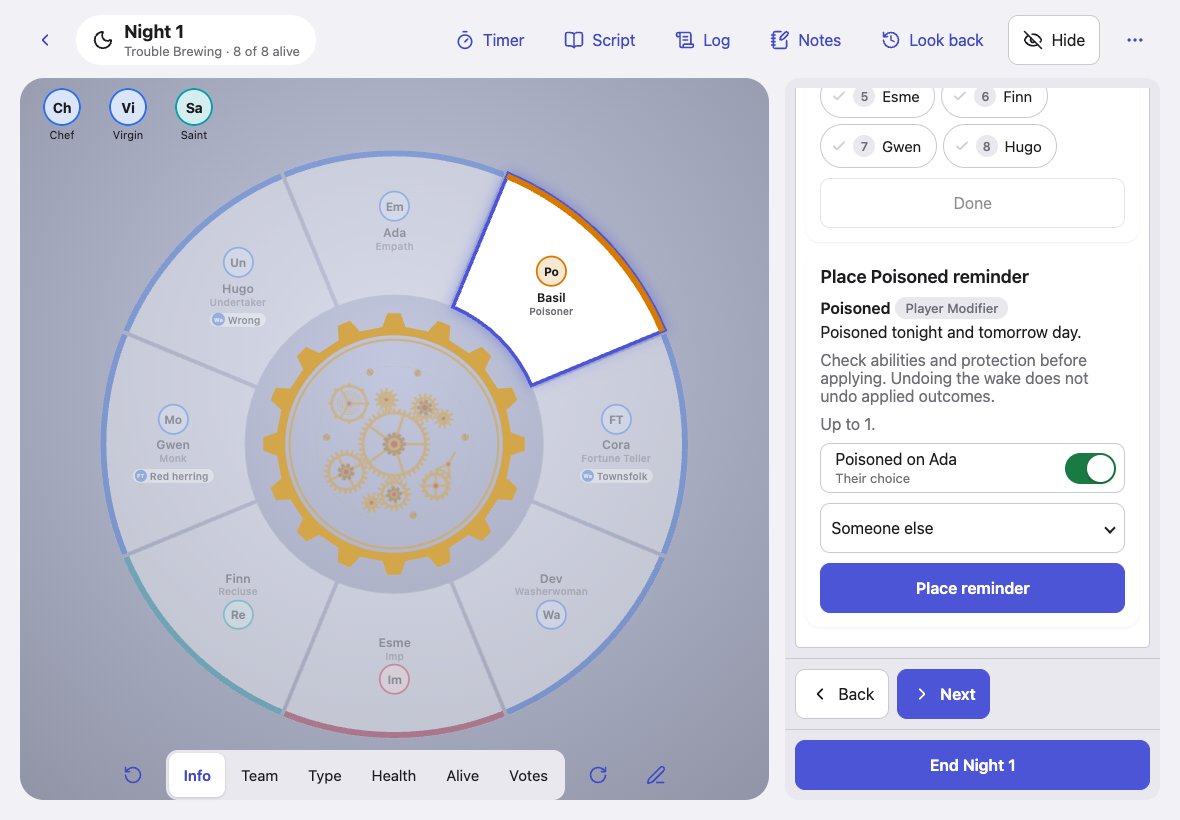 Night 1
Trouble Brewing · 8 of 8 alive
Timer
Script
Log
Notes
Look back
Hide
Ch
Chef
Vi
Virgin
Sa
Saint
Em
Ada
Empath
Po
Basil
Poisoner
FT
Cora
Fortune Teller
Wa
Townsfolk
Dev
Washerwoman
Wa
Esme
Imp
Im
Finn
Recluse
Re
Mo
Gwen
Monk
FT
Red herring
Un
Hugo
Undertaker
Wa
Wrong
Info
Team
Type
Health
Alive
Votes
5 Esme
6 Finn
7 Gwen
8 Hugo
Done
Place Poisoned reminder
Poisoned Player Modifier
Poisoned tonight and tomorrow day.
Check abilities and protection before
applying. Undoing the wake does not
undo applied outcomes.
Up to 1.
Poisoned on Ada
Their choice
Someone else
Place reminder
Back
Next
End Night 1